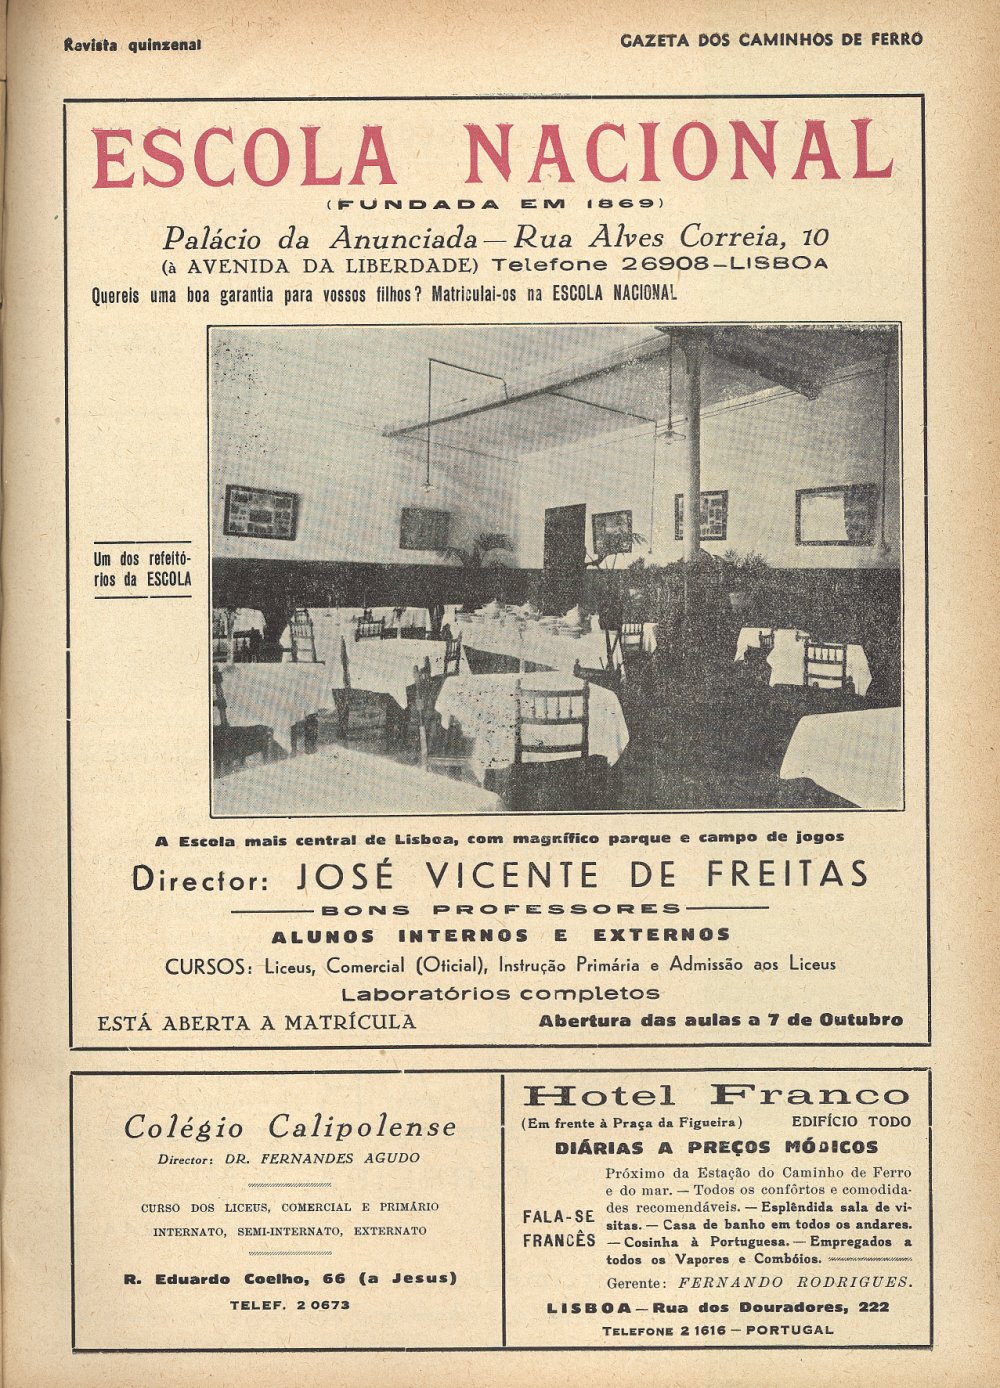 Revista quinzenal
GAZETA DOS CAMINHOS DE FERRO
ESCOLA NACIONAL
(FUNDADA EM 1869)
Palácio da Anunciada — Rua Alves Correia, 10
(à AVENIDA DA LIBERDADE) Telefone 26908—LISBOA
Quereis uma boa garantia para vossos filhos? Matriculai-os na ESCOLA NACIONAL
Um dos refeitó-
rios da ESCOLA
A Escola mais central de Lisboa, com magnífico parque e campo de jogos
Director: JOSÉ VICENTE DE FREITAS
BONS PROFESSORES
ALUNOS INTERNOS E EXTERNOS
CURSOS: Liceus, Comercial (Oficial), Instrução Primária e Admissão aos Liceus
Laboratórios completos
ESTÁ ABERTA A MATRÍCULA
Abertura das aulas a 7 de Outubro
Colégio Calipolense
Director: DR. FERNANDES AGUDO
CURSO DOS LICEUS, COMERCIAL E PRIMÁRIO
INTERNATO, SEMI-INTERNATO, EXTERNATO
R. Eduardo Coelho, 66 (a Jesus)
TELEF. 2 0673
Hotel Franco
(Em frente à Praça da Figueira) EDIFÍCIO TODO
DIÁRIAS A PREÇOS MÓDICOS
FALA-SE
FRANCÊS
Próximo da Estação do Caminho de Ferro
e do mar. — Todos os confôrtos e comodida-
des recomendáveis. — Esplêndida sala de vi-
sitas. — Casa de banho em todos os andares.
— Cosinha à Portuguesa. — Empregados a
todos os Vapores e Combóios.
Gerente: FERNANDO RODRIGUES.
LISBOA — Rua dos Douradores, 222
TELEFONE 2 1616 — PORTUGAL